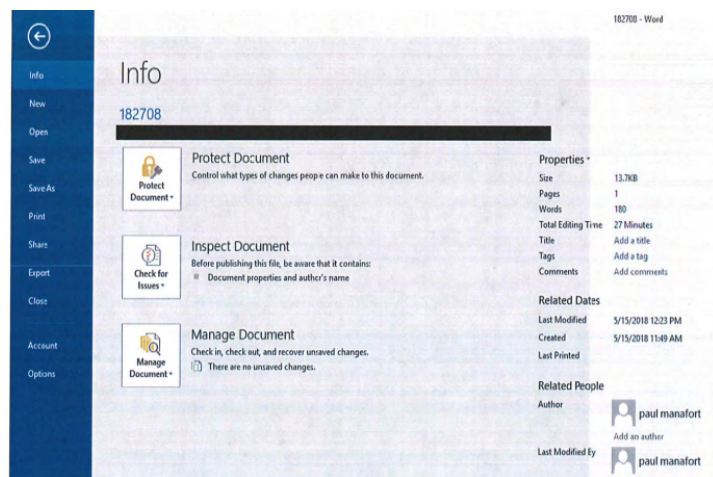 182708 - Word
Info
New
Open
Save
Save As
Print
Share
Export
Close
Account
Options
Info
182708
Protect Document
Control what types of changes people can make to this document.
Protect
Document
Inspect Document
Before publishing this file, be aware that it contains:
Document properties and author's name
Check for
Issues
Manage Document
Check in, check out, and recover unsaved changes.
There are no unsaved changes.
Manage
Document
Properties
Size 13.7KB
Pages 1
Words 180
Total Editing Time 27 Minutes
Title Add a title
Tags Add a tag
Comments Add comments
Related Dates
Last Modified 5/15/2018 12:23 PM
Created 5/15/2018 11:49 AM
Last Printed
Related People
Author paul manafort
Add an author
Last Modified By paul manafort